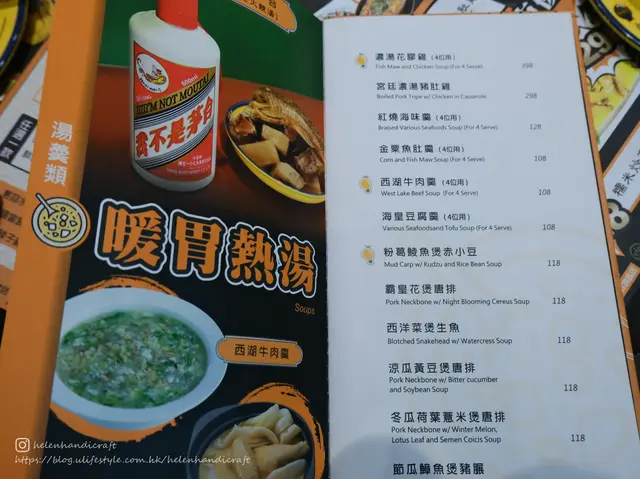 湯羹類
500ml
I'M NOT MOUTAI
我不是茅台
暖胃熱湯
Soups
西湖牛肉羹
濃湯花膠雞 (4位用)
Fish Maw and Chicken Soup (For 4 Serve)
398
宮廷濃湯豬肚雞
Boiled Pork Tripe w/ Chicken in Casserole
298
紅燒海味羹 (4位用)
Braised Various Seafoods Soup (For 4 Serve)
128
金粟魚肚羹 (4位用)
Corn and Fish Maw Soup (For 4 Serve)
108
西湖牛肉羹 (4位用)
West Lake Beef Soup (For 4 Serve)
108
海皇豆腐羹 (4位用)
Various Seafoodsand Tofu Soup (For 4 Serve)
108
粉葛鯪魚煲赤小豆
Mud Carp w/ Kudzu and Rice Bean Soup
118
霸皇花煲唐排
Pork Neckbone w/ Night Blooming Cereus Soup
118
西洋菜煲生魚
Blotched Snakehead w/ Watercress Soup
118
涼瓜黃豆煲唐排
Pork Neckbone w/ Bitter cucumber
and Soybean Soup
118
冬瓜荷葉薏米煲唐排
Pork Neckbone w/ Winter Melon,
Lotus Leaf and Semen Coicis Soup
118
節瓜鱆魚煲豬𦟌
helenhandicraft
https://blog.ulifestyle.com.hk/helenhandicraft